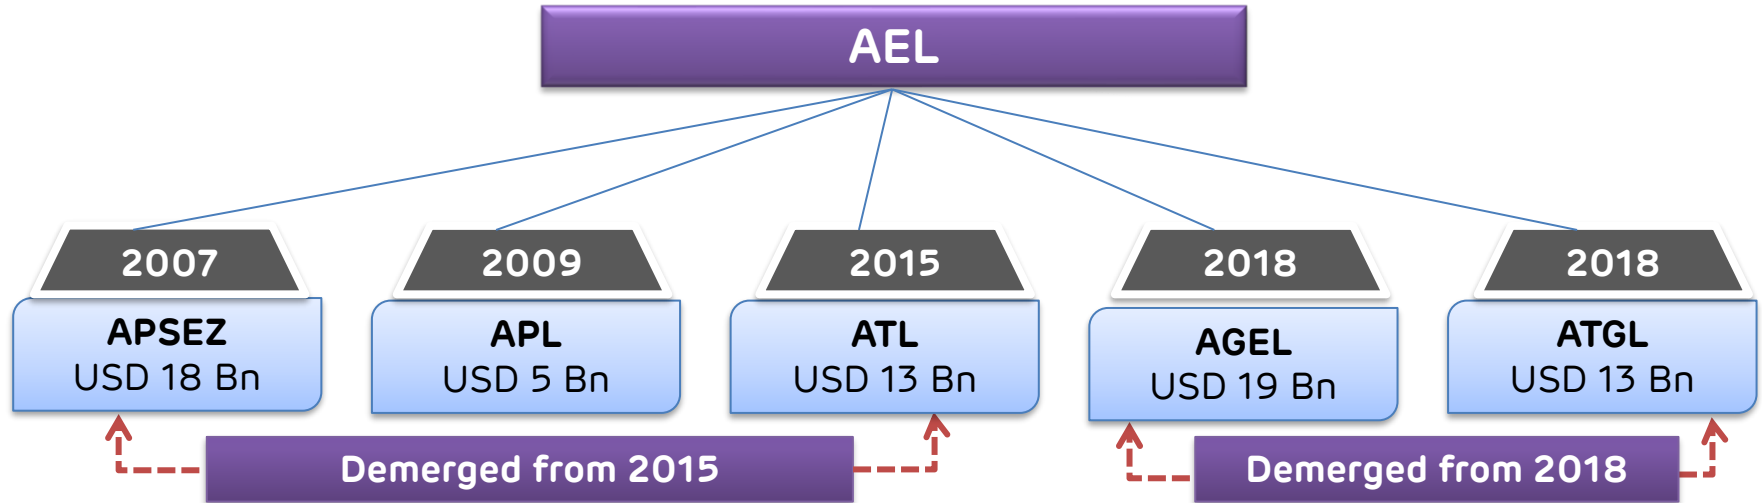 AEL
2007
2009
2015
2018
2018
APSEZ
USD 18 Bn
APL
USD 5 Bn
ATL
USD 13 Bn
AGEL
USD 19 Bn
ATGL
USD 13 Bn
Demerged from 2015
Demerged from 2018